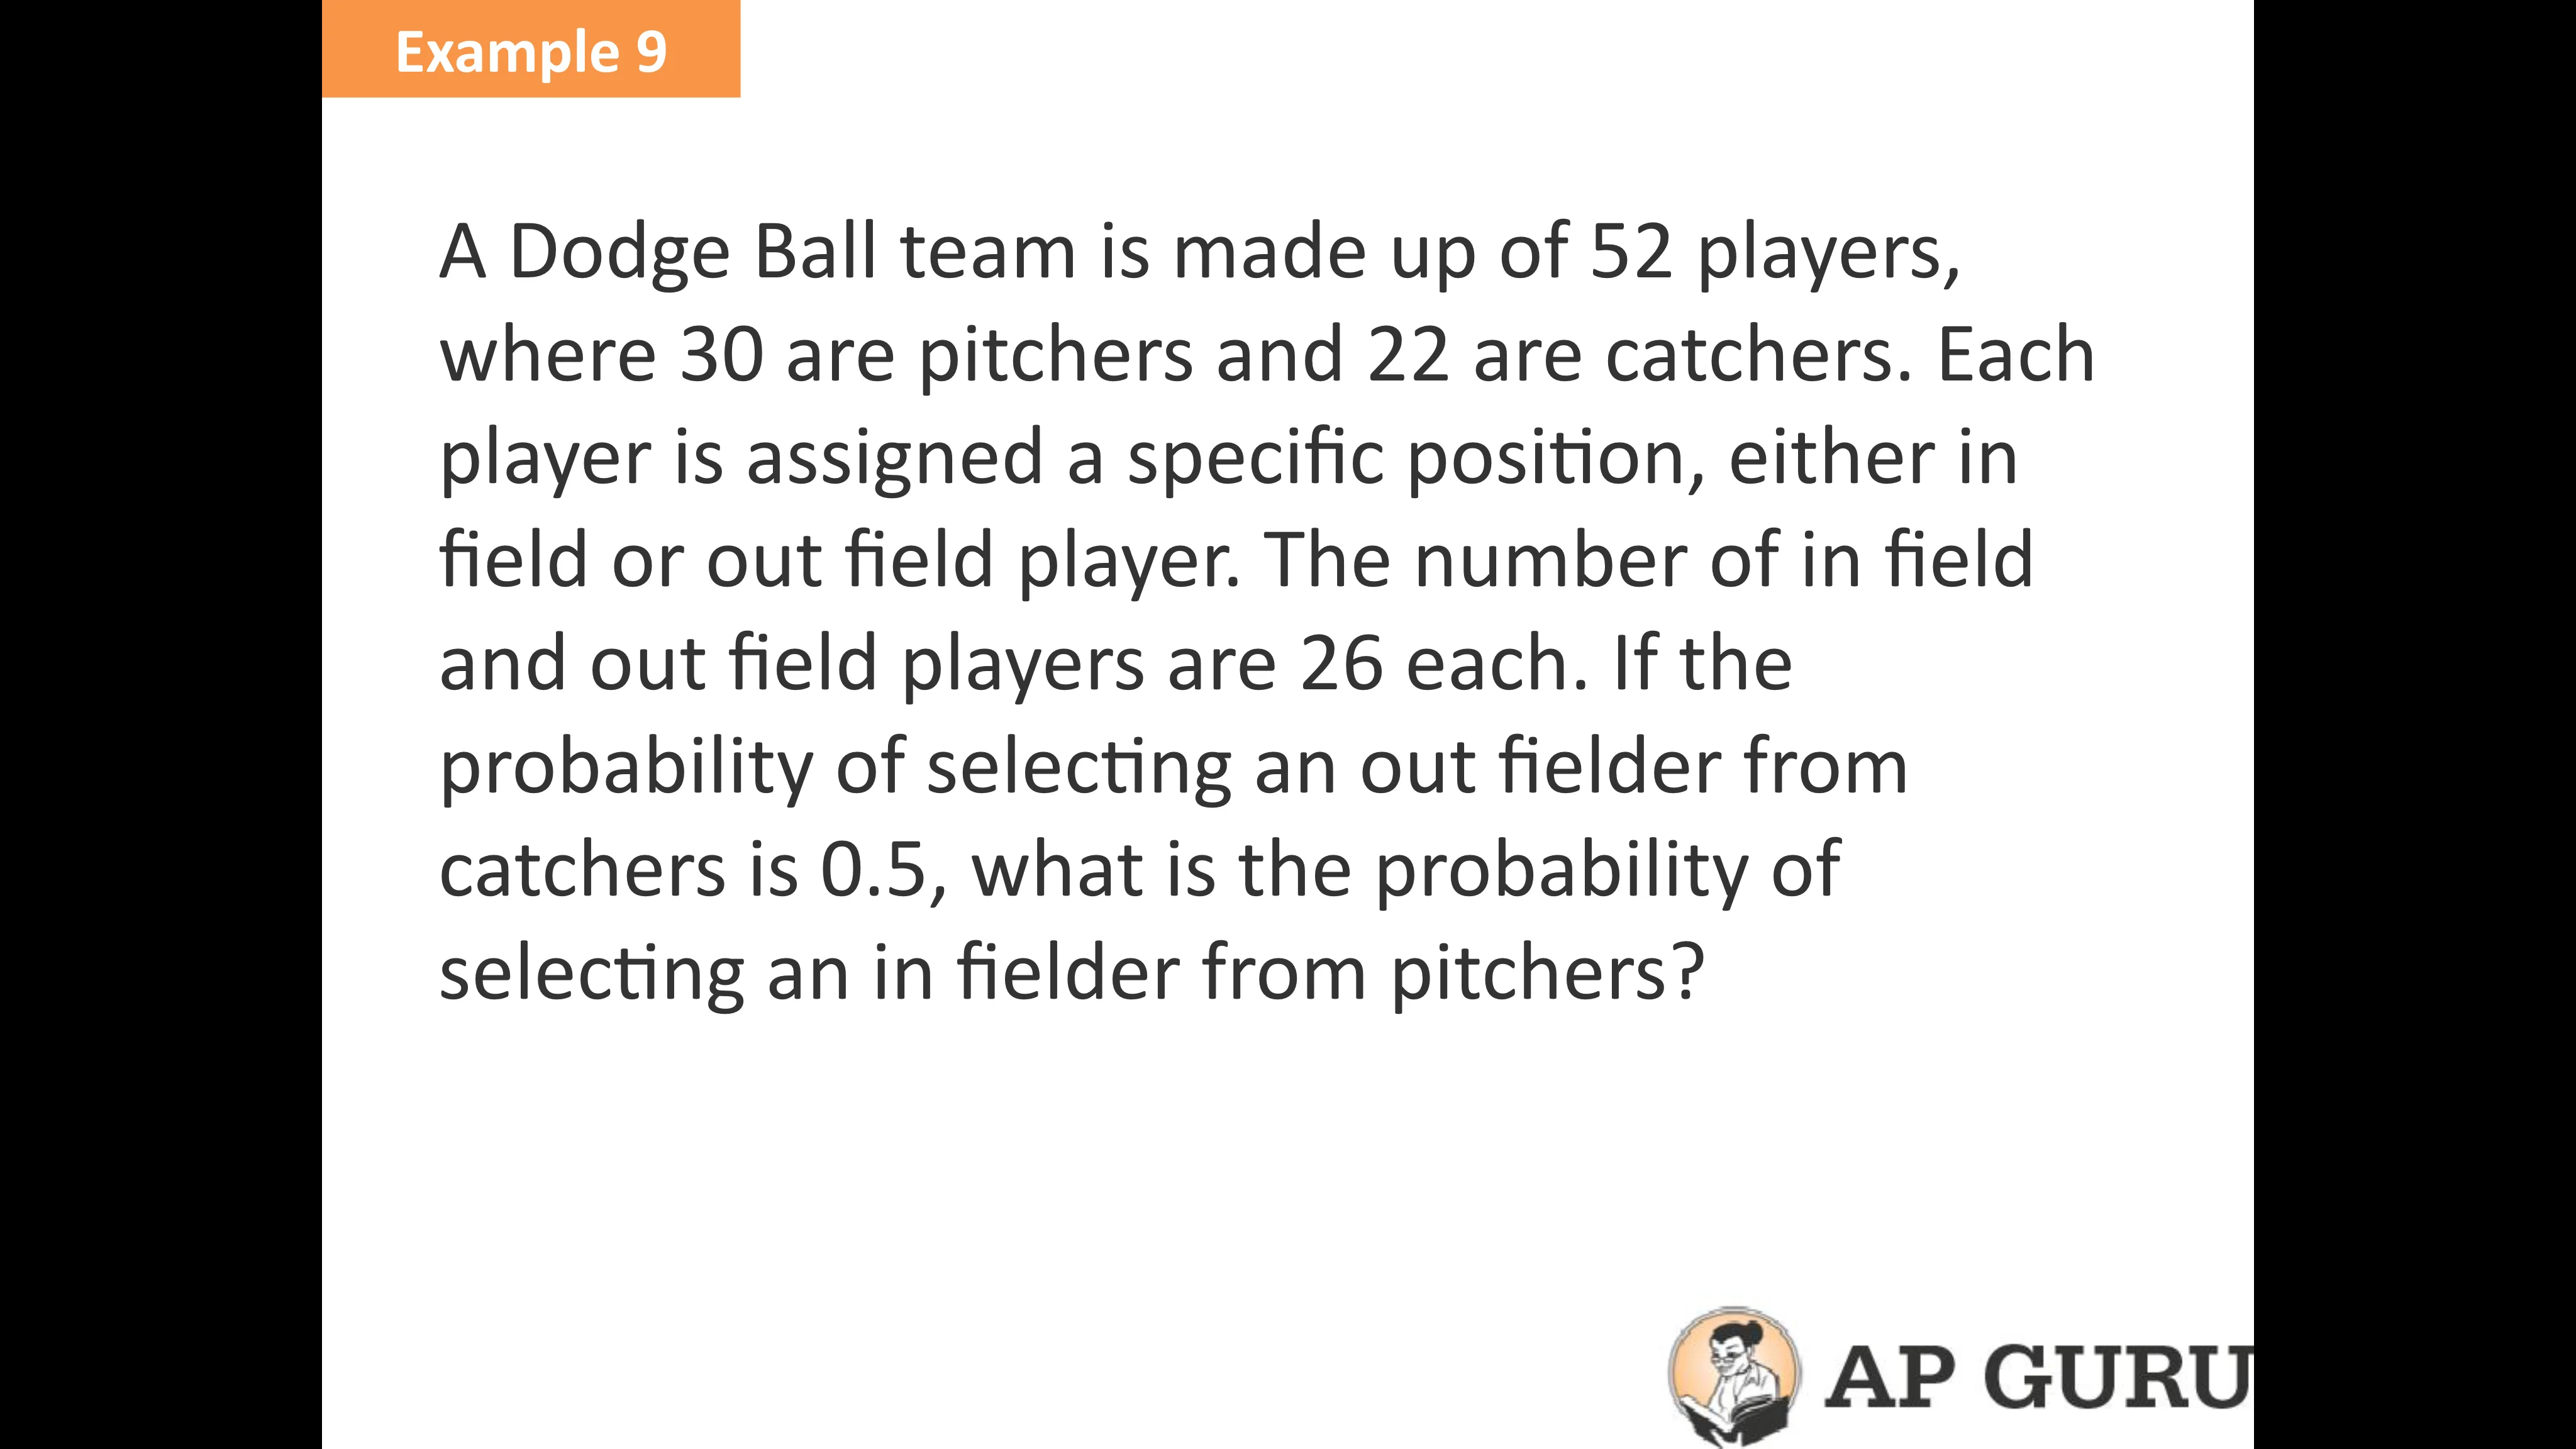 Example 9
A Dodge Ball team is made up of 52 players,
where 30 are pitchers and 22 are catchers. Each
player is assigned a specific position, either in
field or out field player. The number of in field
and out field players are 26 each. If the
probability of selecting an out fielder from
catchers is 0.5, what is the probability of
selecting an in fielder from pitchers?
AP GURU